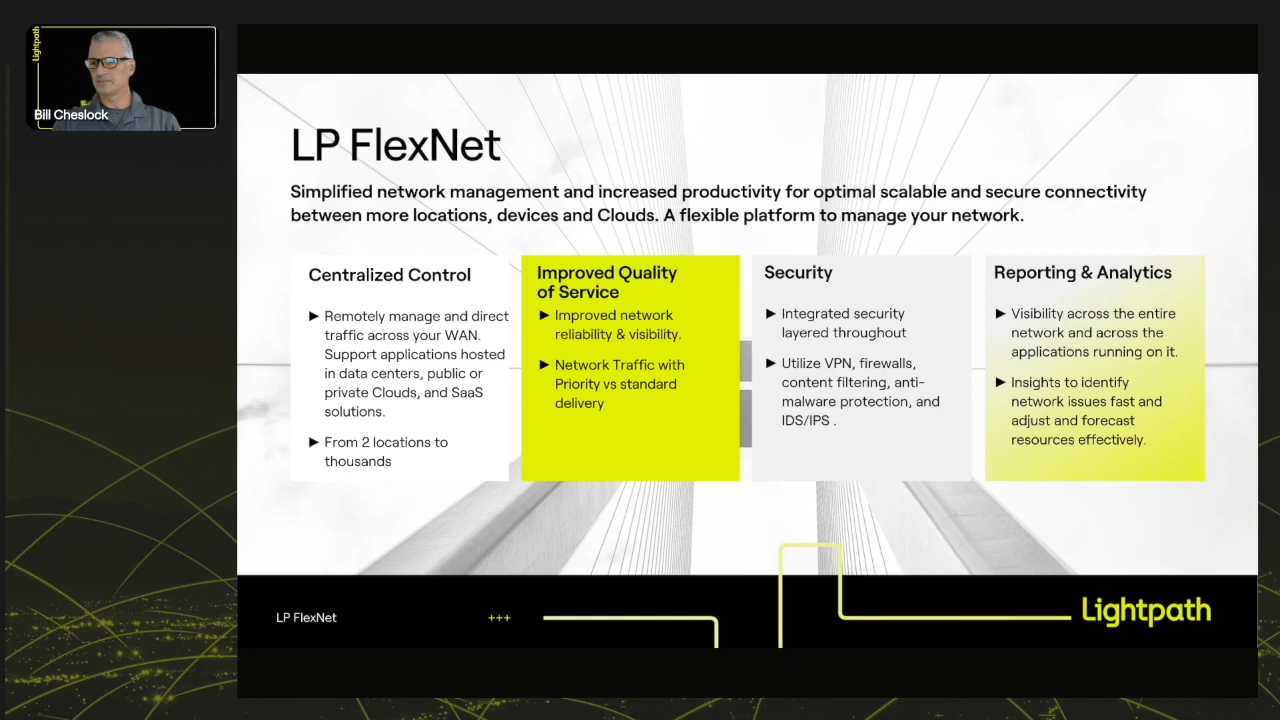 Lightpath
Bill Cheslock
LP FlexNet
Simplified network management and increased productivity for optimal scalable and secure connectivity
between more locations, devices and Clouds. A flexible platform to manage your network.
Centralized Control
► Remotely manage and direct
traffic across your WAN.
Support applications hosted
in data centers, public or
private Clouds, and SaaS
solutions.
► From 2 locations to
thousands
Improved Quality
of Service
► Improved network
reliability & visibility.
► Network Traffic with
Priority vs standard
delivery
Security
► Integrated security
layered throughout
► Utilize VPN, firewalls,
content filtering, anti-
malware protection, and
IDS/IPS .
Reporting & Analytics
► Visibility across the entire
network and across the
applications running on it.
► Insights to identify
network issues fast and
adjust and forecast
resources effectively.
LP FlexNet
+++
Lightpath